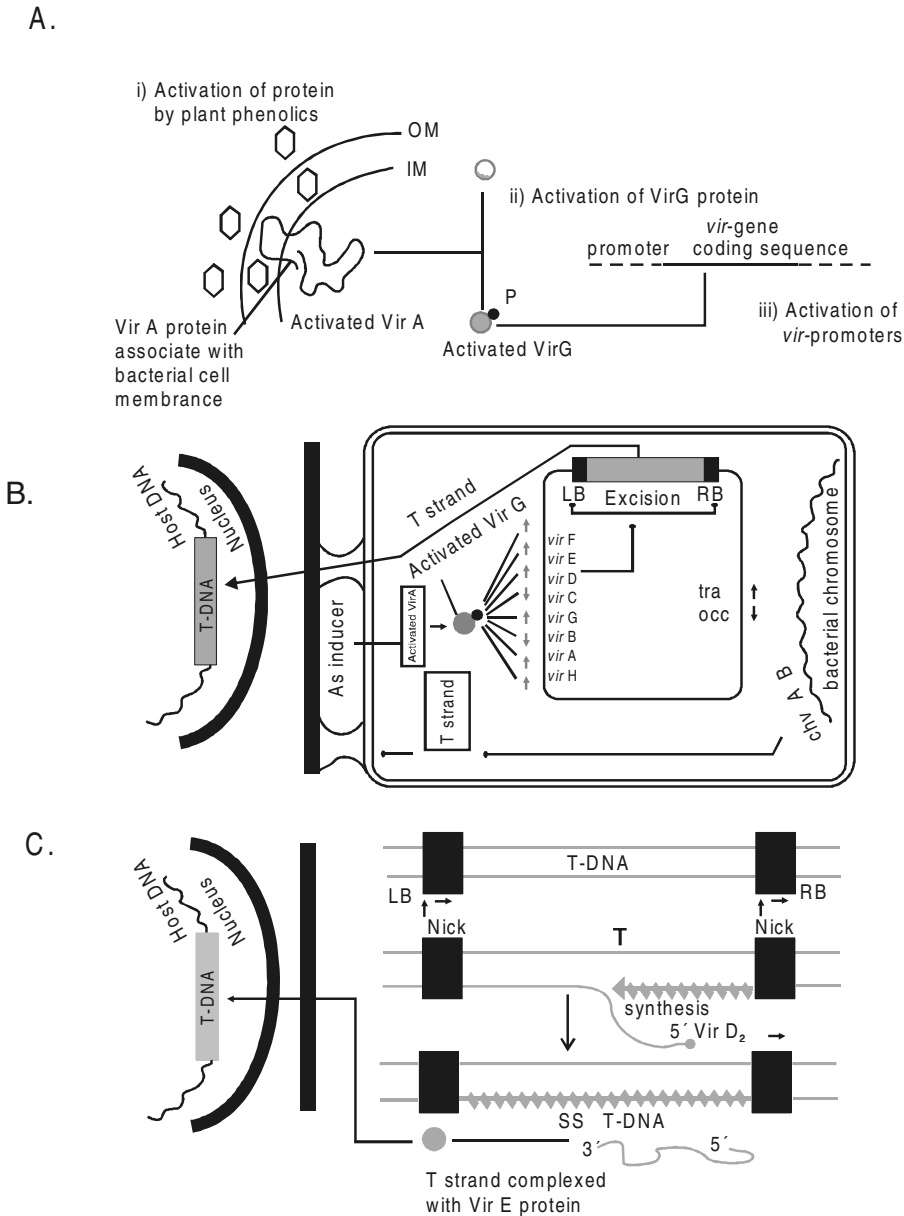 A.
i) Activation of protein
by plant phenolics
OM
IM
ii) Activation of VirG protein
vir-gene
promoter coding sequence
P
iii) Activation of
vir-promoters
Vir A protein
associate with
bacterial cell
membrance
Activated Vir A
Activated VirG
B.
Host DNA
Nucleus
T-DNA
T strand
Activated Vir G
As inducer
Activated VirA
T strand
LB Excision RB
vir F
vir E
vir D
vir C
vir G
vir B
vir A
vir H
tra
occ
bacterial chromosome
chv A B
C.
Host DNA
Nucleus
T-DNA
T-DNA
LB
RB
Nick
Nick
T
synthesis
5´ Vir D₂
SS T-DNA
3´
5´
T strand complexed
with Vir E protein